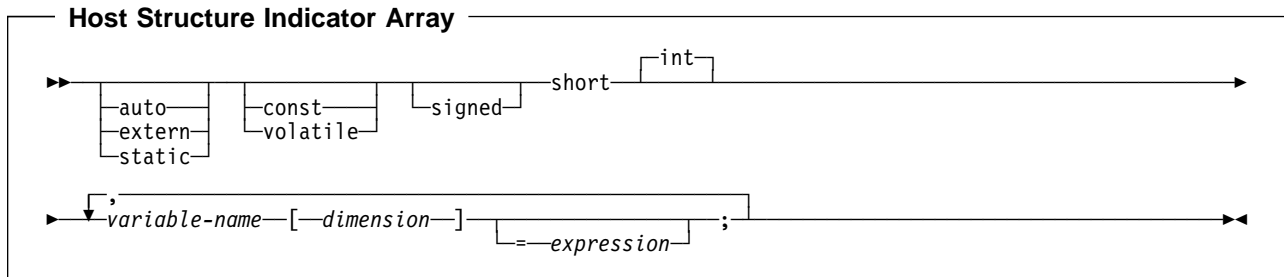 Host Structure Indicator Array
int
short
auto const signed
extern volatile
static
,
variable-name [ dimension ] ;
= expression